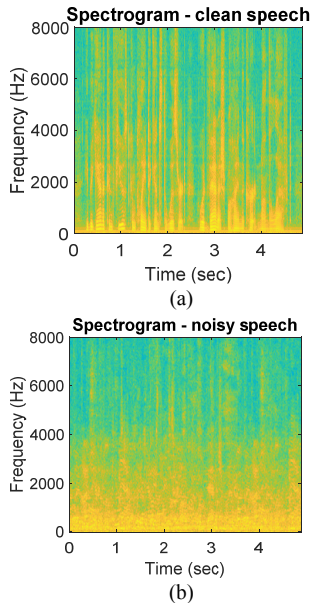 Spectrogram - clean speech
8000
6000
4000
2000
0
Frequency (Hz)
0 1 2 3 4
Time (sec)
(a)
Spectrogram - noisy speech
8000
6000
4000
2000
0
Frequency (Hz)
0 1 2 3 4
Time (sec)
(b)